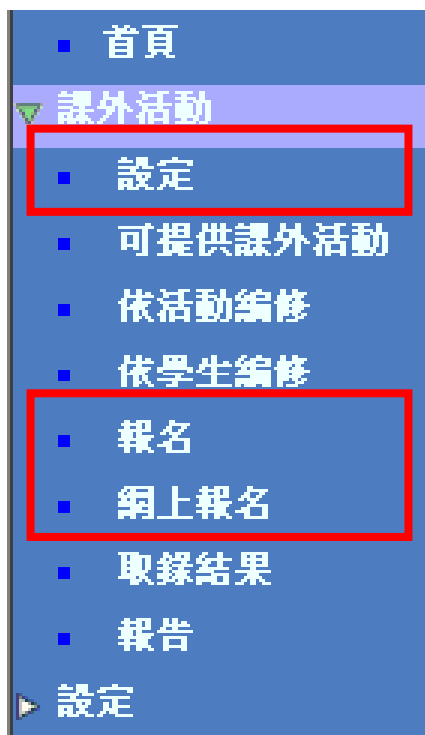 首頁
課外活動
設定
可提供課外活動
依活動編修
依學生編修
報名
網上報名
取錄結果
報告
設定